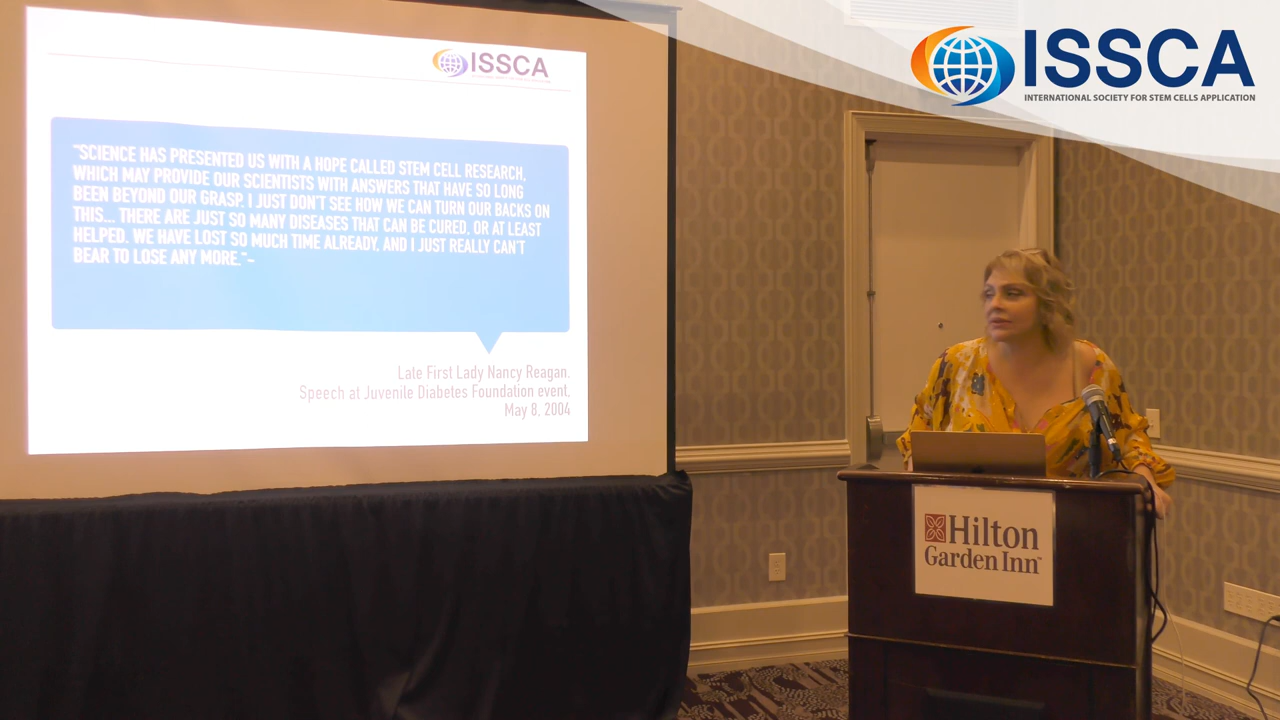 ISSCA
"SCIENCE HAS PRESENTED US WITH A HOPE CALLED STEM CELL RESEARCH,
WHICH MAY PROVIDE OUR SCIENTISTS WITH ANSWERS THAT HAVE SO LONG
BEEN BEYOND OUR GRASP. I JUST DON'T SEE HOW WE CAN TURN OUR BACKS ON
THIS... THERE ARE JUST SO MANY DISEASES THAT CAN BE CURED, OR AT LEAST
HELPED. WE HAVE LOST SO MUCH TIME ALREADY, AND I JUST REALLY CAN'T
BEAR TO LOSE ANY MORE."~
Late First Lady Nancy Reagan.
Speech at Juvenile Diabetes Foundation event,
May 8, 2004
ISSCA
INTERNATIONAL SOCIETY FOR STEM CELLS APPLICATION
Hilton
Garden Inn™